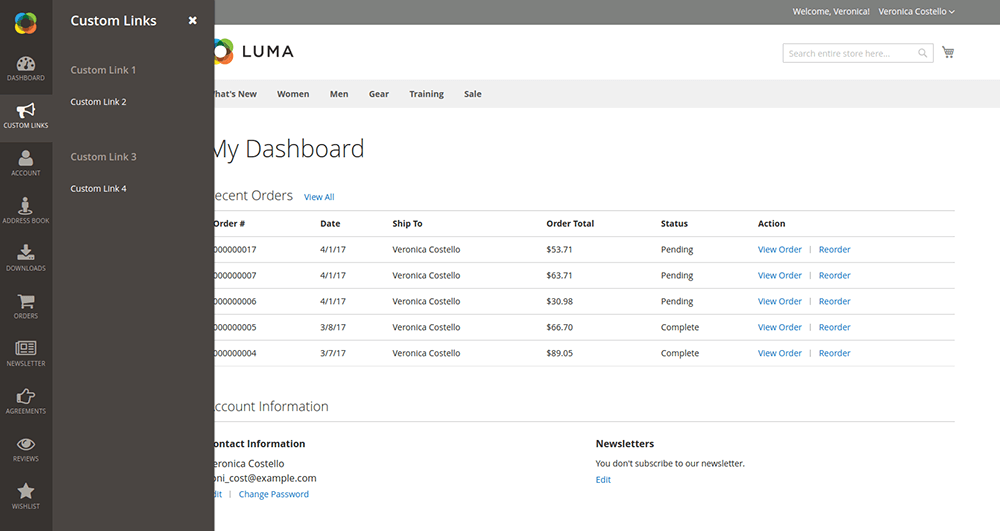 Custom Links ✖
Custom Link 1
Custom Link 2
Custom Link 3
Custom Link 4
DASHBOARD
CUSTOM LINKS
ACCOUNT
ADDRESS BOOK
DOWNLOADS
ORDERS
NEWSLETTER
AGREEMENTS
REVIEWS
WISHLIST
Welcome, Veronica! Veronica Costello
LUMA
Search entire store here...
hat's New Women Men Gear Training Sale
My Dashboard
ecent Orders View All
Order # Date Ship To Order Total Status Action
000000017 4/1/17 Veronica Costello $53.71 Pending View Order | Reorder
000000007 4/1/17 Veronica Costello $63.71 Pending View Order | Reorder
000000006 4/1/17 Veronica Costello $30.98 Pending View Order | Reorder
000000005 3/8/17 Veronica Costello $66.70 Complete View Order | Reorder
000000004 3/7/17 Veronica Costello $89.05 Complete View Order | Reorder
ccount Information
ontact Information Newsletters
eronica Costello You don't subscribe to our newsletter.
oni_cost@example.com Edit
dit | Change Password